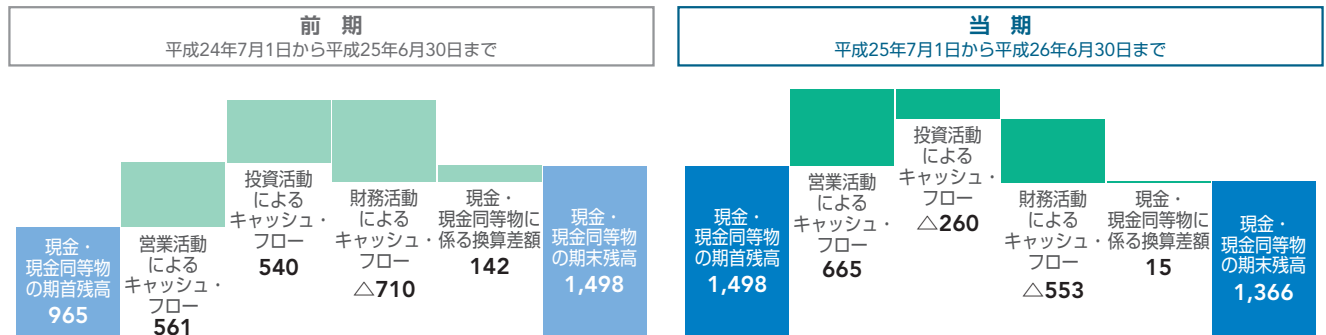 前 期
平成24年7月1日から平成25年6月30日まで
現金・
現金同等物
の期首残高
965
営業活動
による
キャッシュ・
フロー
561
投資活動
による
キャッシュ・
フロー
540
財務活動
による
キャッシュ・
フロー
△710
現金・
現金同等物に
係る換算差額
142
現金・
現金同等物
の期末残高
1,498
当 期
平成25年7月1日から平成26年6月30日まで
現金・
現金同等物
の期首残高
1,498
営業活動
による
キャッシュ・
フロー
665
投資活動
による
キャッシュ・
フロー
△260
財務活動
による
キャッシュ・
フロー
△553
現金・
現金同等物に
係る換算差額
15
現金・
現金同等物
の期末残高
1,366